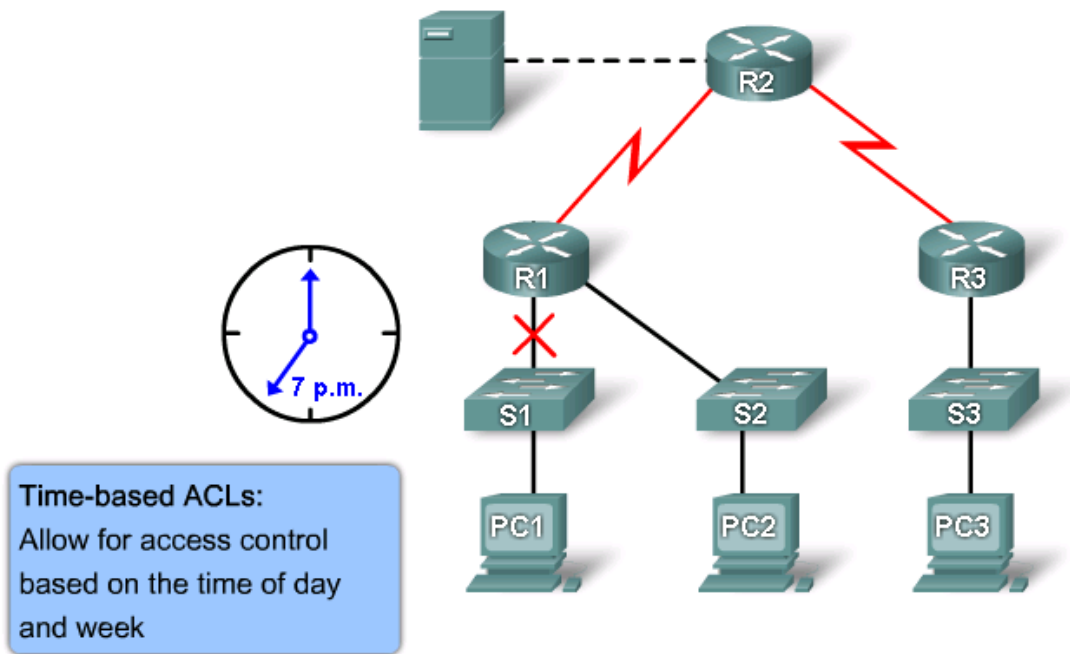 R2
R1
R3
7 p.m.
S1
S2
S3
Time-based ACLs:
Allow for access control
based on the time of day
and week
PC1
PC2
PC3